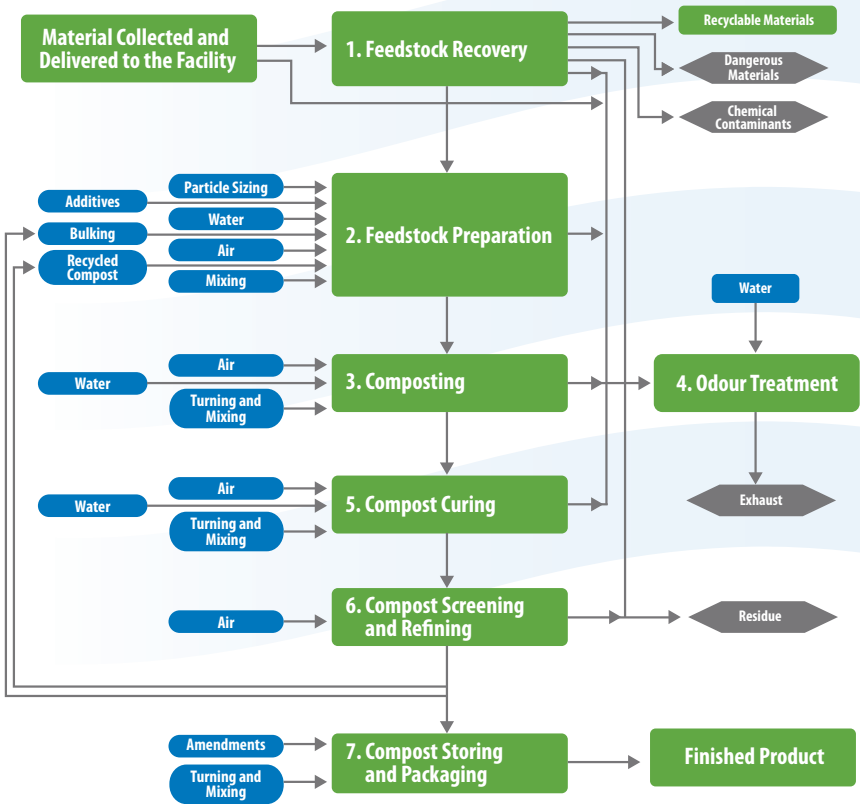 Material Collected and
Delivered to the Facility
1. Feedstock Recovery
Recyclable Materials
Dangerous
Materials
Chemical
Contaminants
Particle Sizing
Additives
Water
Bulking
Air
Recycled
Compost
Mixing
2. Feedstock Preparation
Water
Air
Water
Turning and
Mixing
3. Composting
4. Odour Treatment
Air
Water
Turning and
Mixing
5. Compost Curing
Exhaust
Air
6. Compost Screening
and Refining
Residue
Amendments
Turning and
Mixing
7. Compost Storing
and Packaging
Finished Product